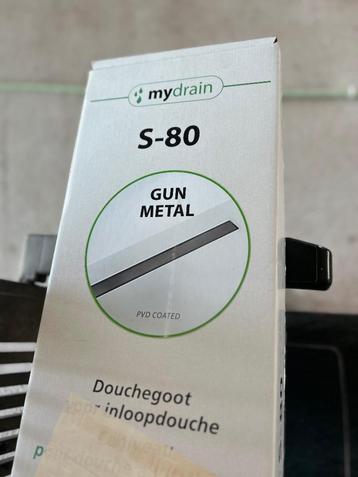 mydrain
S-80
GUN
METAL
PVD COATED
Douchegoot
inloopdouche